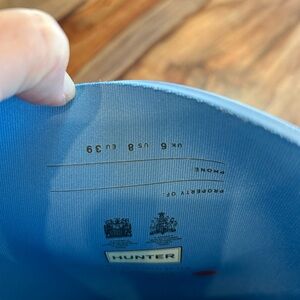 PROPERTY OF:
PHONE:
UK 6 US 8 EU 39
HUNTER